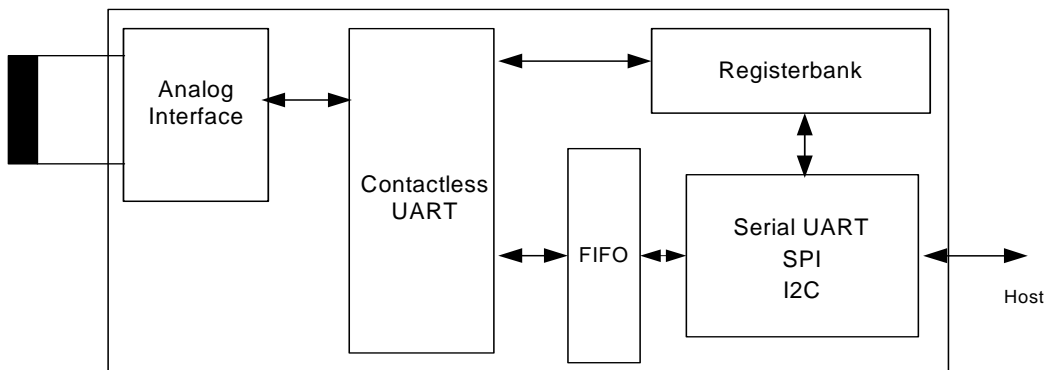 Analog
Interface
Contactless
UART
Registerbank
FIFO
Serial UART
SPI
I2C
Host